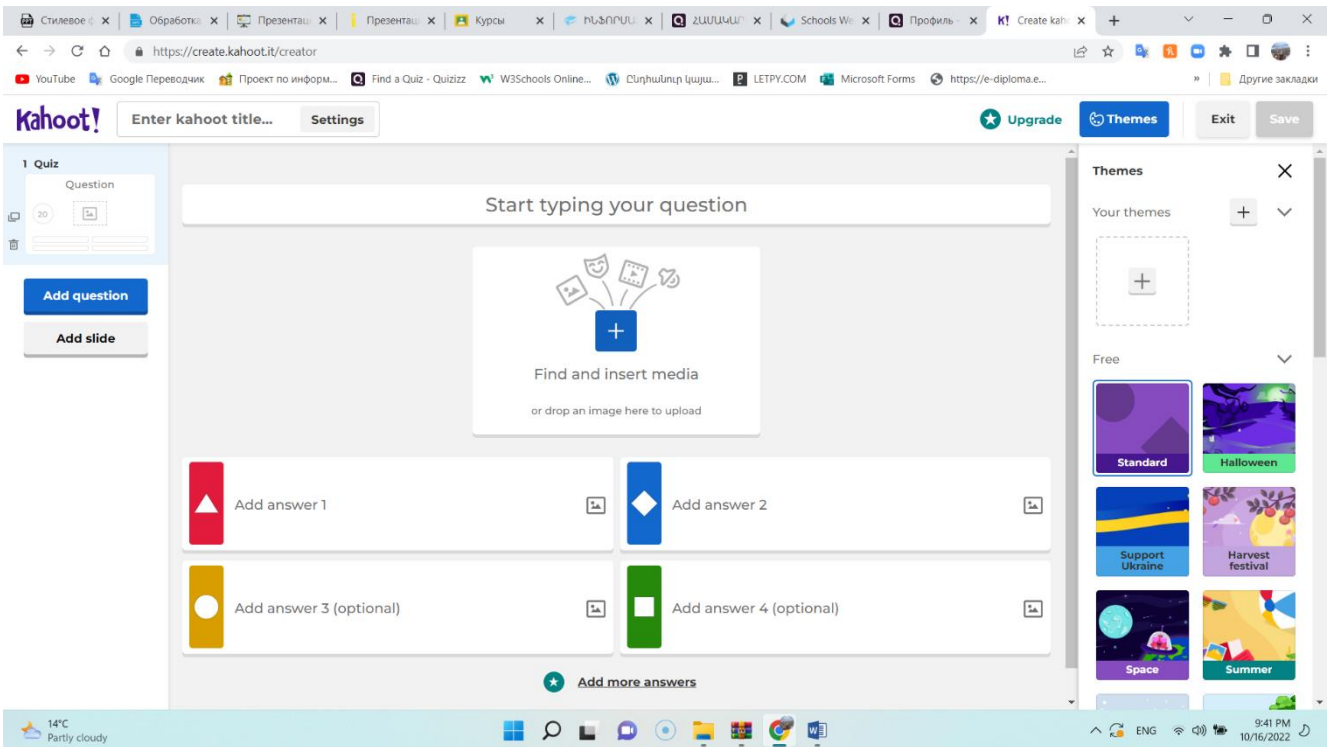 Стилевое
Обработка
Презентац
Презентац
Курсы
Профиль -
Schools We
Create kaho
https://create.kahoot.it/creator
YouTube
Google Переводчик
Проект по информ...
Find a Quiz - Quizizz
W3Schools Online...
LETPY.COM
Microsoft Forms
https://e-diploma.e...
»
Другие закладки
Kahoot!
Enter kahoot title...
Settings
Upgrade
Themes
Exit
Save
1 Quiz
Question
20
Add question
Add slide
Start typing your question
Find and insert media
or drop an image here to upload
Add answer 1
Add answer 2
Add answer 3 (optional)
Add answer 4 (optional)
Add more answers
Themes
Your themes
Free
Standard
Halloween
Support
Ukraine
Harvest
festival
Space
Summer
14°C
Partly cloudy
ENG
9:41 PM
10/16/2022